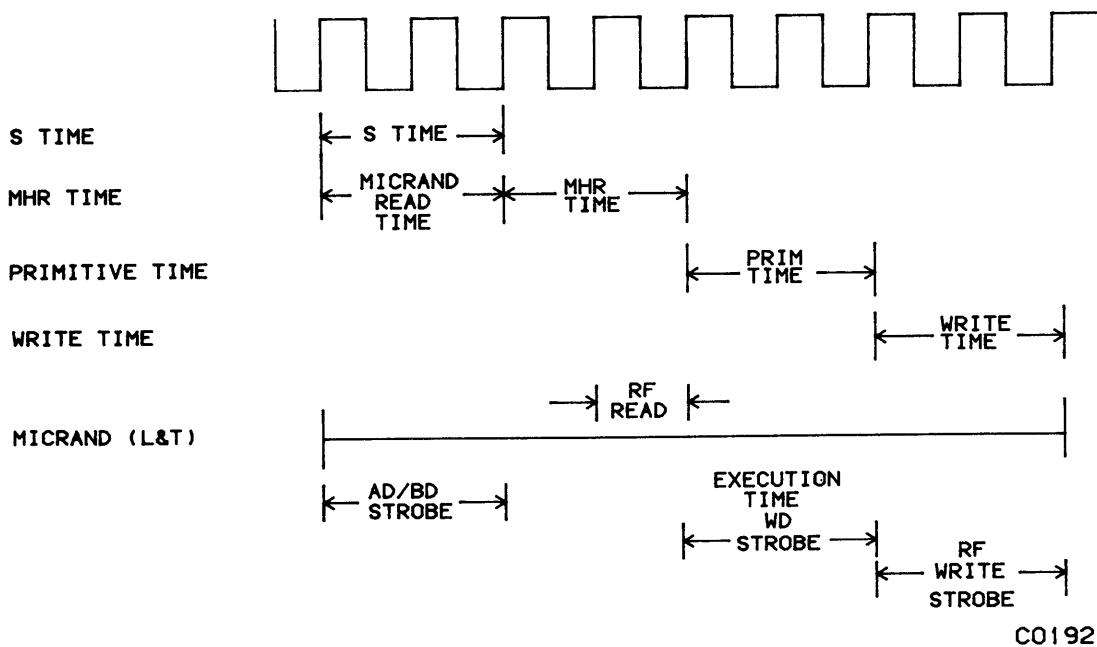 S TIME
S TIME
MHR TIME
MICRAND
READ
TIME
MHR
TIME
PRIMITIVE TIME
PRIM
TIME
WRITE TIME
WRITE
TIME
RF
READ
MICRAND (L&T)
AD/BD
STROBE
EXECUTION
TIME
WD
STROBE
RF
WRITE
STROBE
CO192